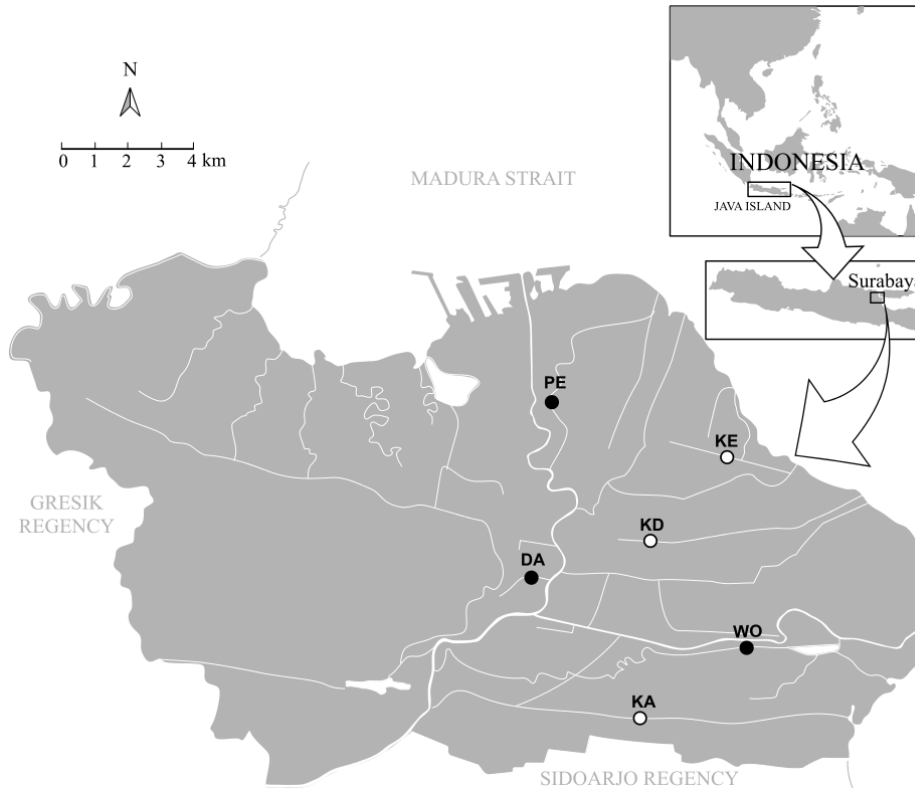 N
0 1 2 3 4 km
MADURA STRAIT
INDONESIA
JAVA ISLAND
Surabaya
PE
KE
GRESIK
REGENCY
KD
DA
WO
KA
SIDOARJO REGENCY